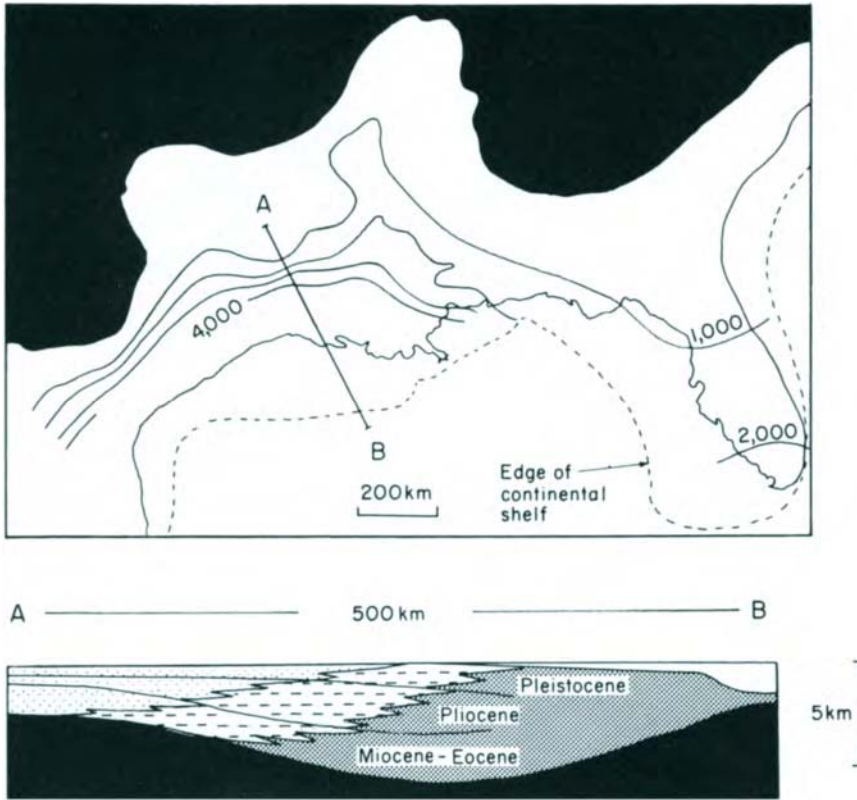 A
4,000
1,000
2,000
B
200km
Edge of
continental
shelf
A
500 km
B
Pleistocene
Pliocene
Miocene-Eocene
5km